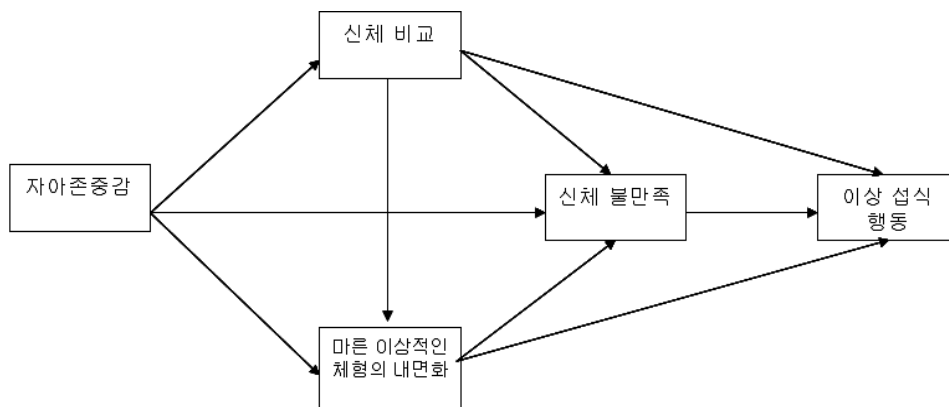 신체 비교
자아존중감
신체 불만족
이상 섭식
행동
마른 이상적인
체형의 내면화